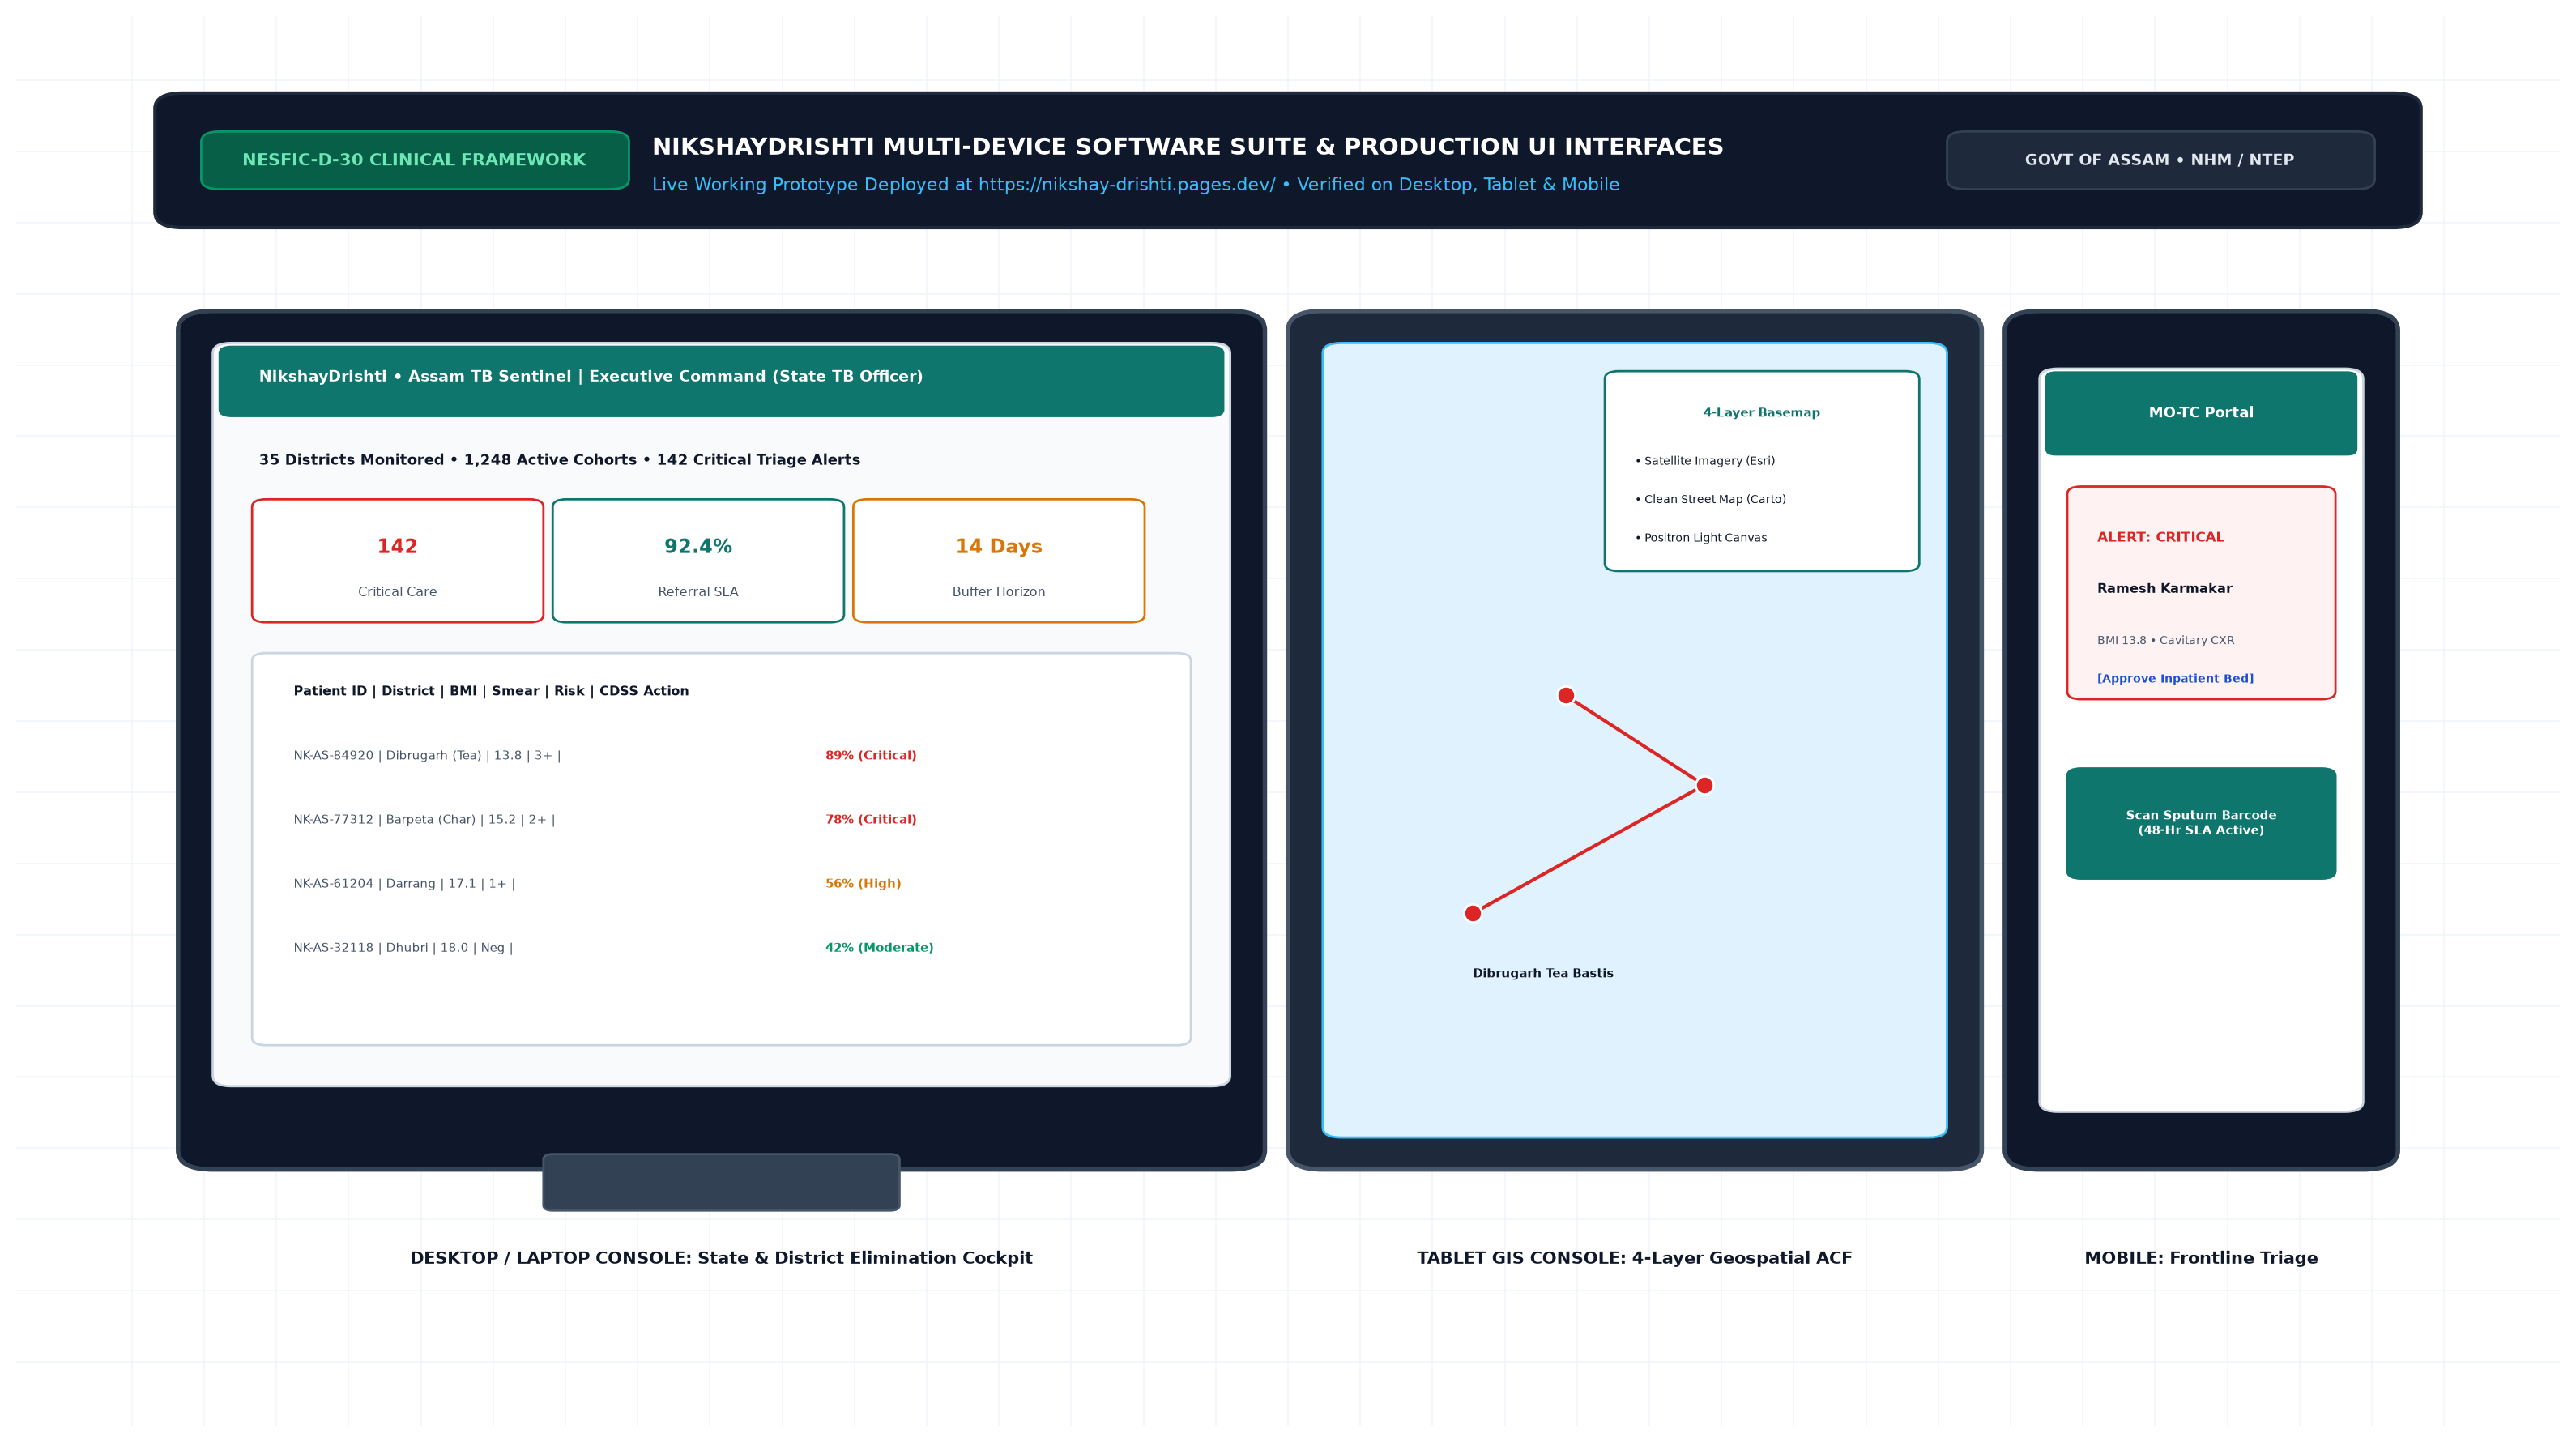 NESFIC-D-30 CLINICAL FRAMEWORK
NIKSHAYDRISHTI MULTI-DEVICE SOFTWARE SUITE & PRODUCTION UI INTERFACES
Live Working Prototype Deployed at https://nikshay-drishti.pages.dev/ • Verified on Desktop, Tablet & Mobile
GOVT OF ASSAM • NHM / NTEP
NikshayDrishti • Assam TB Sentinel | Executive Command (State TB Officer)
35 Districts Monitored • 1,248 Active Cohorts • 142 Critical Triage Alerts
142
Critical Care
92.4%
Referral SLA
14 Days
Buffer Horizon
Patient ID | District | BMI | Smear | Risk | CDSS Action
NK-AS-84920 | Dibrugarh (Tea) | 13.8 | 3+ | 89% (Critical)
NK-AS-77312 | Barpeta (Char) | 15.2 | 2+ | 78% (Critical)
NK-AS-61204 | Darrang | 17.1 | 1+ | 56% (High)
NK-AS-32118 | Dhubri | 18.0 | Neg | 42% (Moderate)
DESKTOP / LAPTOP CONSOLE: State & District Elimination Cockpit
4-Layer Basemap
• Satellite Imagery (Esri)
• Clean Street Map (Carto)
• Positron Light Canvas
Dibrugarh Tea Bastis
TABLET GIS CONSOLE: 4-Layer Geospatial ACF
MO-TC Portal
ALERT: CRITICAL
Ramesh Karmakar
BMI 13.8 • Cavitary CXR
[Approve Inpatient Bed]
Scan Sputum Barcode
(48-Hr SLA Active)
MOBILE: Frontline Triage